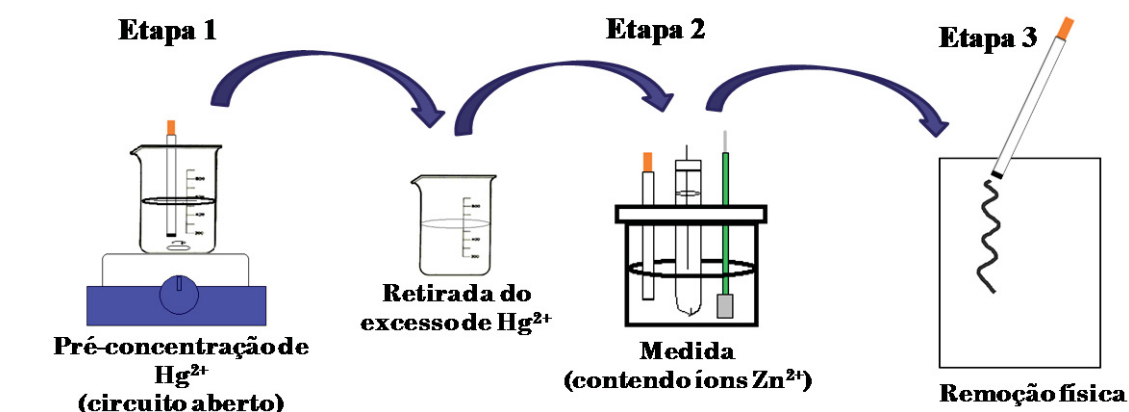 Etapa 1
Pré-concentração de
Hg²⁺
(circuito aberto)
Retirada do
excesso de Hg²⁺
Etapa 2
Medida
(contendo íons Zn²⁺)
Etapa 3
Remoção física